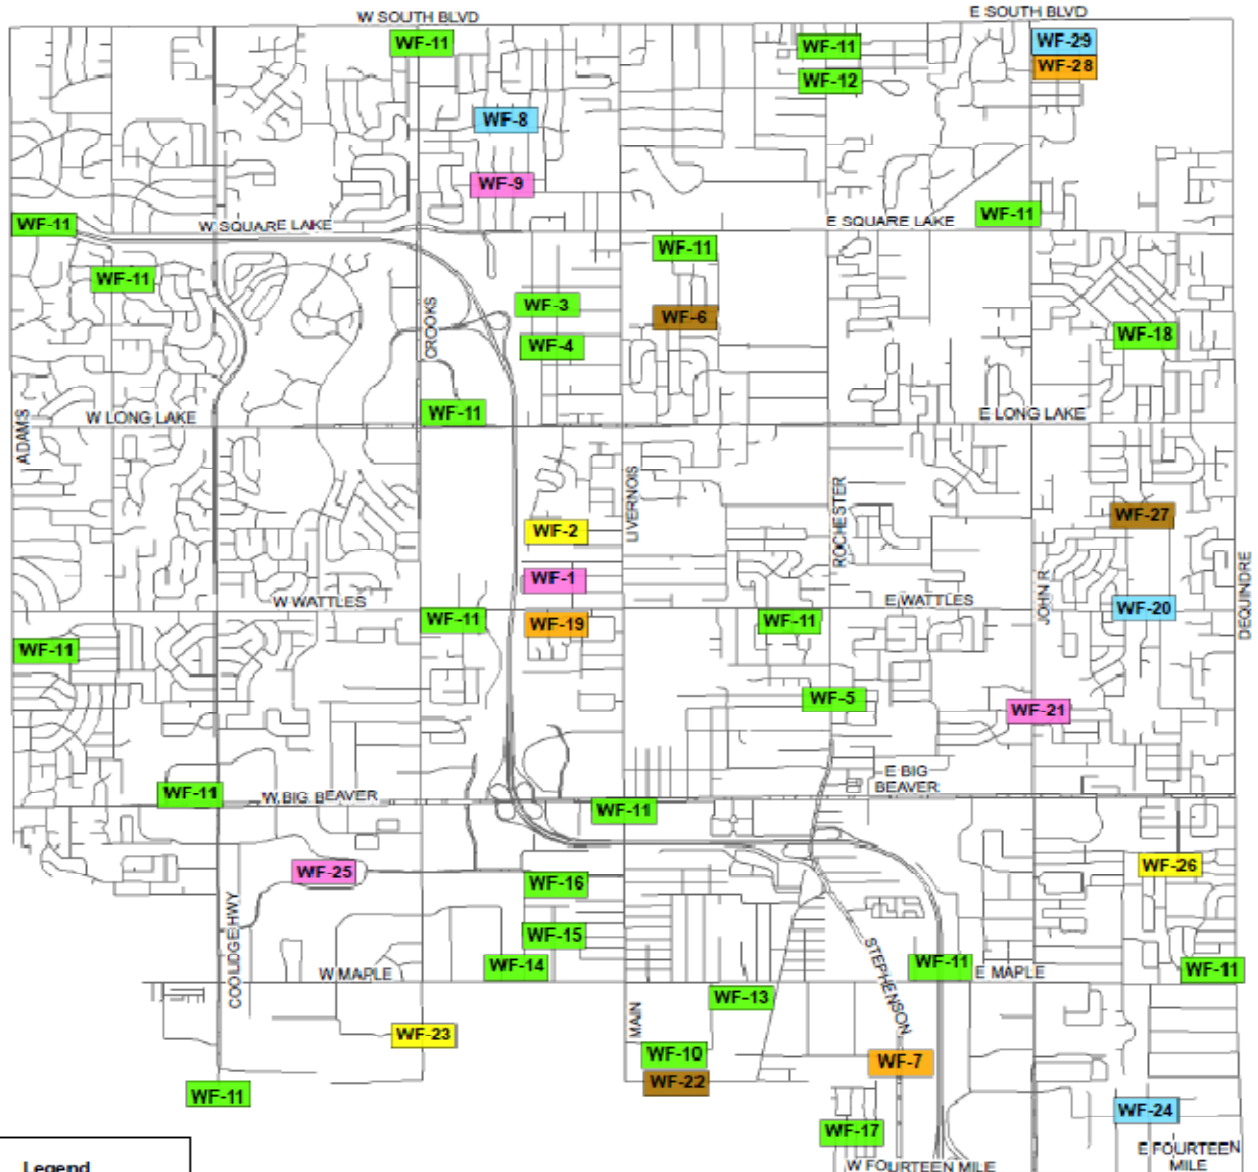 W SOUTH BLVD
E SOUTH BLVD
WF-11
WF-11
WF-29
WF-28
WF-12
WF-8
WF-9
WF-11
W SQUARE LAKE
E SQUARE LAKE
WF-11
WF-11
WF-11
WF-3
WF-6
CROOKS
WF-4
WF-18
ADAMS
W LONG LAKE
WF-11
E LONG LAKE
LIVERNOIS
ROCHESTER
WF-2
WF-27
WF-1
JOHN R
DEQUINDRE
W WATTLES
E WATTLES
WF-11
WF-19
WF-11
WF-20
WF-11
WF-5
WF-21
E BIG
BEAVER
WF-11
W BIG BEAVER
WF-11
WF-25
WF-16
WF-26
COOLIDGE HWY
WF-15
STEPHENSON
W MAPLE
WF-14
WF-11
E MAPLE
WF-11
WF-13
MAIN
WF-23
WF-10
WF-7
WF-22
WF-11
WF-24
WF-17
E FOURTEEN
MILE
W FOURTEEN MILE
Legend